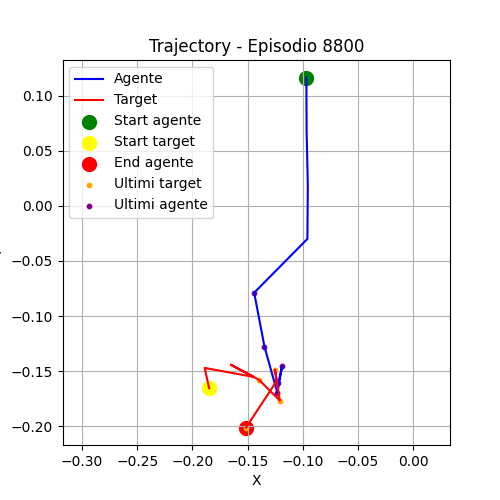 Trajectory - Episodio 8800
Agente
Target
Start agente
Start target
End agente
Ultimi target
Ultimi agente
0.10
0.05
0.00
−0.05
−0.10
−0.15
−0.20
−0.30
−0.25
−0.20
−0.15
−0.10
−0.05
0.00
X